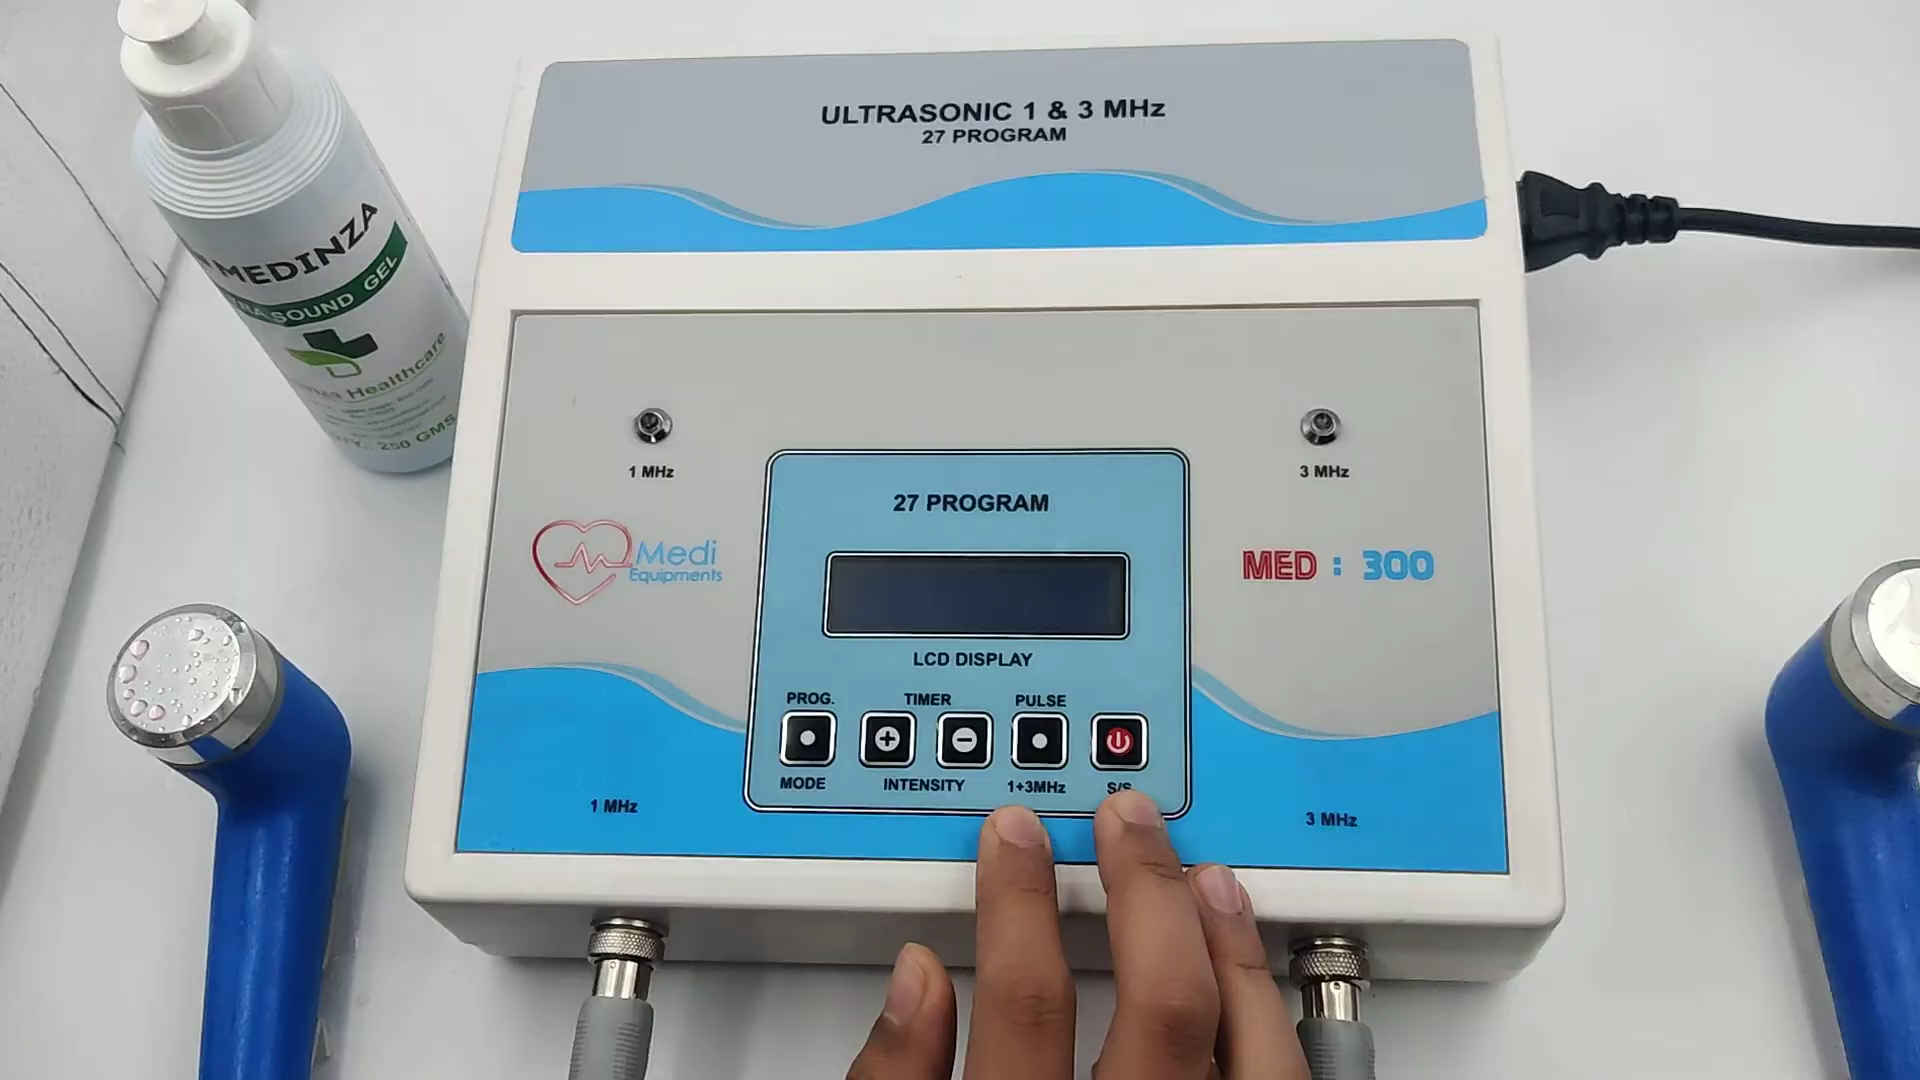 ULTRASONIC 1 & 3 MHz
27 PROGRAM
MEDINZA
SOUND GEL
Healthcare
250 GMS
1 MHz
3 MHz
27 PROGRAM
Medi
Equipments
MED : 300
LCD DISPLAY
PROG.
TIMER
PULSE
MODE
INTENSITY
1+3MHz
S/S
1 MHz
3 MHz